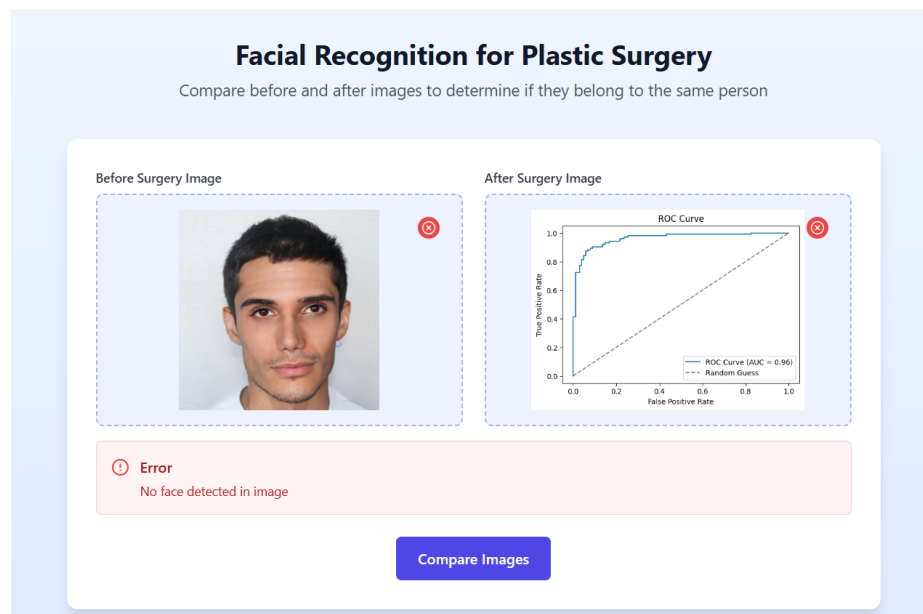 Facial Recognition for Plastic Surgery
Compare before and after images to determine if they belong to the same person
Before Surgery Image
After Surgery Image
ROC Curve
True Positive Rate
1.0
0.8
0.6
0.4
0.2
0.0
ROC Curve (AUC = 0.96)
Random Guess
0.0 0.2 0.4 0.6 0.8 1.0
False Positive Rate
Error
No face detected in image
Compare Images